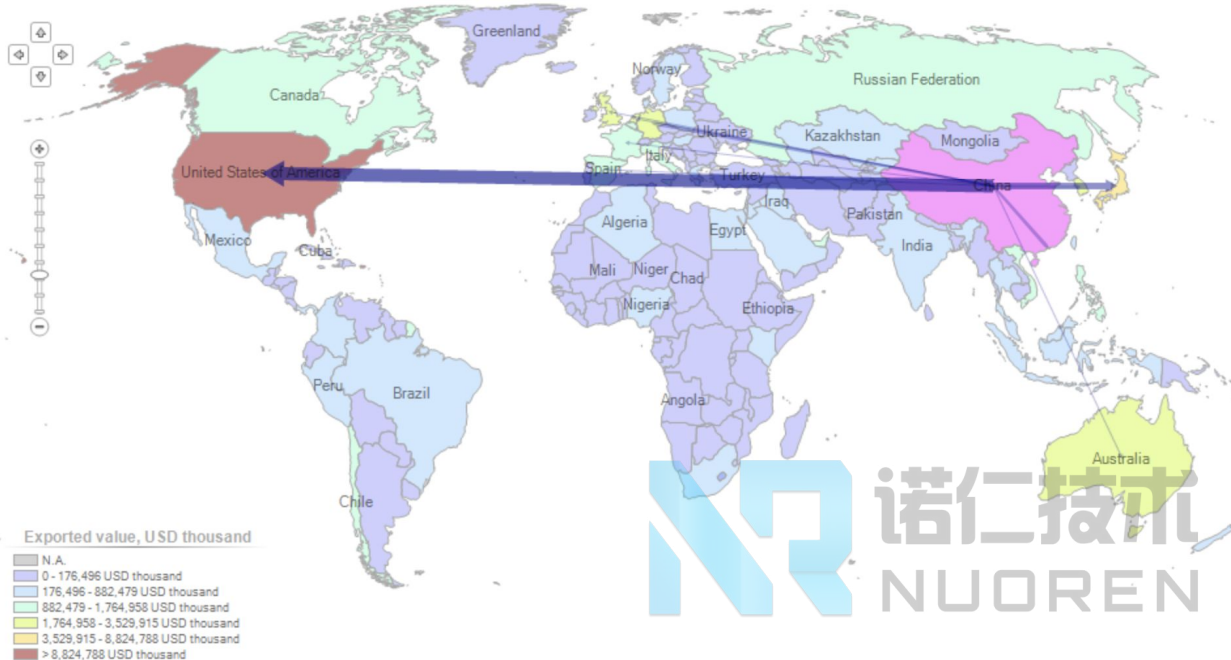 Greenland
Norway
Russian Federation
Canada
Ukraine
Kazakhstan
Mongolia
Italy
Spain
United States of America
Turkey
China
Iraq
Pakistan
Algeria
Egypt
India
Mexico
Cuba
Mali
Niger
Chad
Nigeria
Ethiopia
Peru
Brazil
Angola
Australia
Chile
诺仁技术
NUOREN
Exported value, USD thousand
N.A.
0 - 176,496 USD thousand
176,496 - 882,479 USD thousand
882,479 - 1,764,958 USD thousand
1,764,958 - 3,529,915 USD thousand
3,529,915 - 8,824,788 USD thousand
> 8,824,788 USD thousand